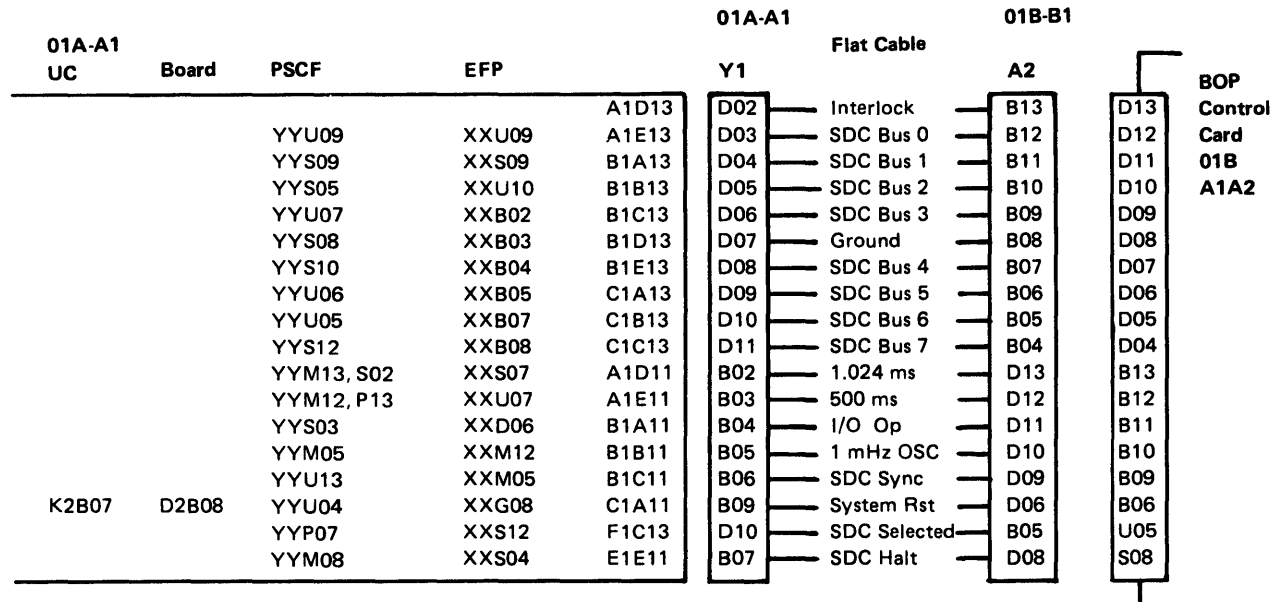 01A-A1 01B-B1
01A-A1 Flat Cable
UC Board PSCF EFP Y1 A2 BOP
A1D13 D02 Interlock B13 D13 Control
YYU09 XXU09 A1E13 D03 SDC Bus 0 B12 D12 Card
YYS09 XXS09 B1A13 D04 SDC Bus 1 B11 D11 01B
YYS05 XXU10 B1B13 D05 SDC Bus 2 B10 D10 A1A2
YYU07 XXB02 B1C13 D06 SDC Bus 3 B09 D09
YYS08 XXB03 B1D13 D07 Ground B08 D08
YYS10 XXB04 B1E13 D08 SDC Bus 4 B07 D07
YYU06 XXB05 C1A13 D09 SDC Bus 5 B06 D06
YYU05 XXB07 C1B13 D10 SDC Bus 6 B05 D05
YYS12 XXB08 C1C13 D11 SDC Bus 7 B04 D04
YYM13, S02 XXS07 A1D11 B02 1.024 ms D13 B13
YYM12, P13 XXU07 A1E11 B03 500 ms D12 B12
YYS03 XXD06 B1A11 B04 I/O Op D11 B11
YYM05 XXM12 B1B11 B05 1 mHz OSC D10 B10
YYU13 XXM05 B1C11 B06 SDC Sync D09 B09
K2B07 D2B08 YYU04 XXG08 C1A11 B09 System Rst D06 B06
YYP07 XXS12 F1C13 D10 SDC Selected B05 U05
YYM08 XXS04 E1E11 B07 SDC Halt D08 S08